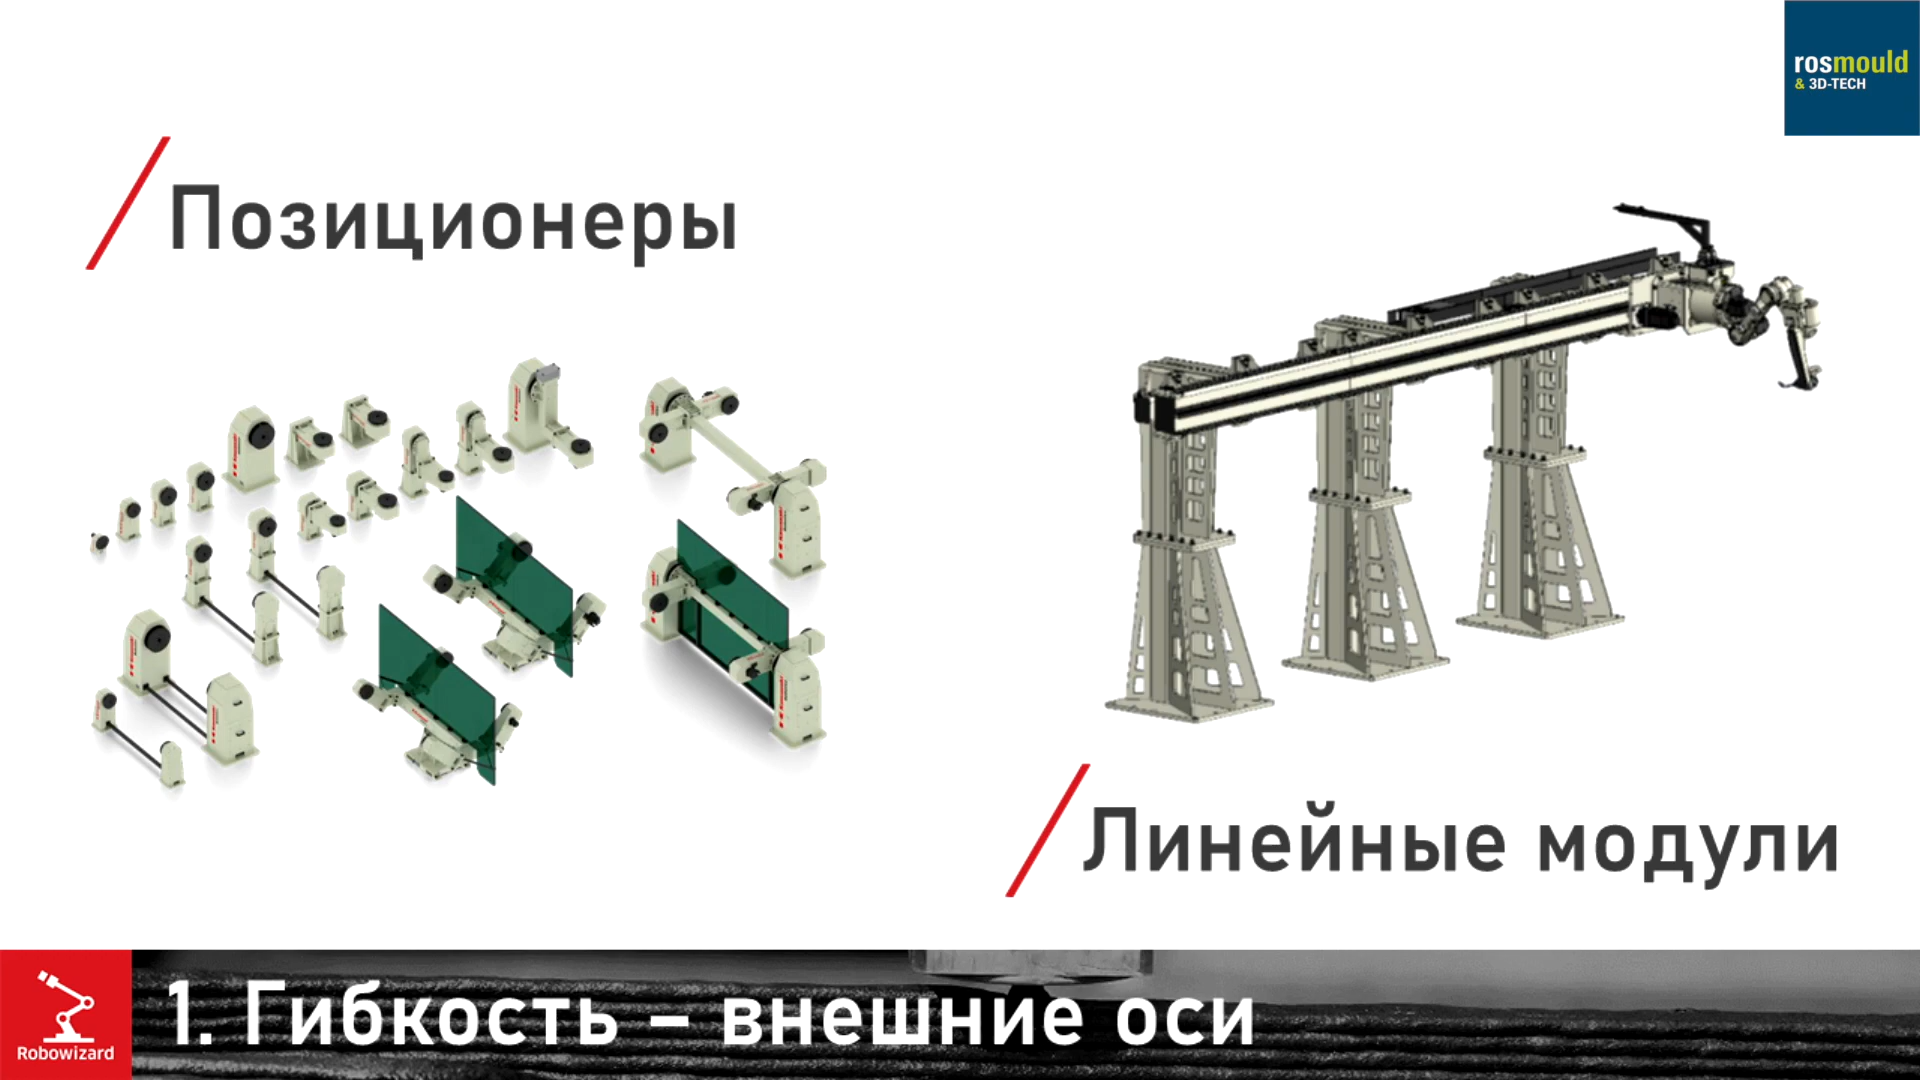 rosmould
& 3D-TECH
Позиционеры
Линейные модули
1. Гибкость – внешние оси
Robowizard